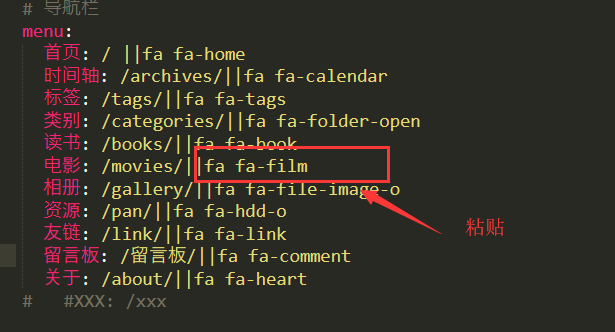 # 导航栏
menu:
首页: / ||fa fa-home
时间轴: /archives/||fa fa-calendar
标签: /tags/||fa fa-tags
类别: /categories/||fa fa-folder-open
读书: /books/||fa fa-book
电影: /movies/||fa fa-film
相册: /gallery/||fa fa-file-image-o
资源: /pan/||fa fa-hdd-o
粘贴
友链: /link/||fa fa-link
留言板: /留言板/||fa fa-comment
关于: /about/||fa fa-heart
#   #XXX: /xxx